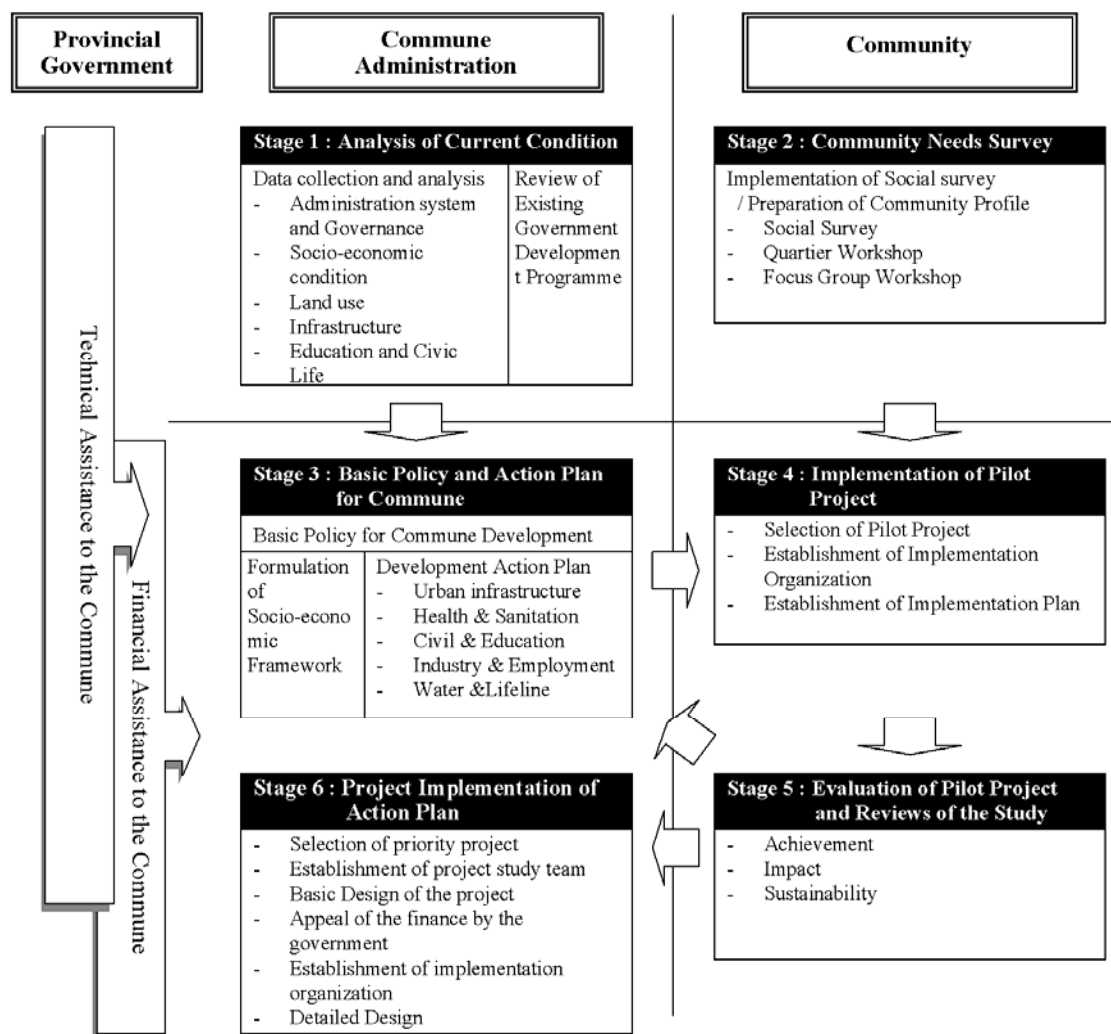 Provincial
Government
Commune
Administration
Community
Technical Assistance to the Commune
Financial Assistance to the Commune
Stage 1 : Analysis of Current Condition
Data collection and analysis
- Administration system
and Governance
- Socio-economic
condition
- Land use
- Infrastructure
- Education and Civic
Life
Review of
Existing
Government
Developmen
t Programme
Stage 2 : Community Needs Survey
Implementation of Social survey
/ Preparation of Community Profile
- Social Survey
- Quartier Workshop
- Focus Group Workshop
Stage 3 : Basic Policy and Action Plan
for Commune
Basic Policy for Commune Development
Formulation
of
Socio-econo
mic
Framework
Development Action Plan
- Urban infrastructure
- Health & Sanitation
- Civil & Education
- Industry & Employment
- Water &Lifeline
Stage 4 : Implementation of Pilot
Project
- Selection of Pilot Project
- Establishment of Implementation
Organization
- Establishment of Implementation Plan
Stage 6 : Project Implementation of
Action Plan
- Selection of priority project
- Establishment of project study team
- Basic Design of the project
- Appeal of the finance by the
government
- Establishment of implementation
organization
- Detailed Design
Stage 5 : Evaluation of Pilot Project
and Reviews of the Study
- Achievement
- Impact
- Sustainability